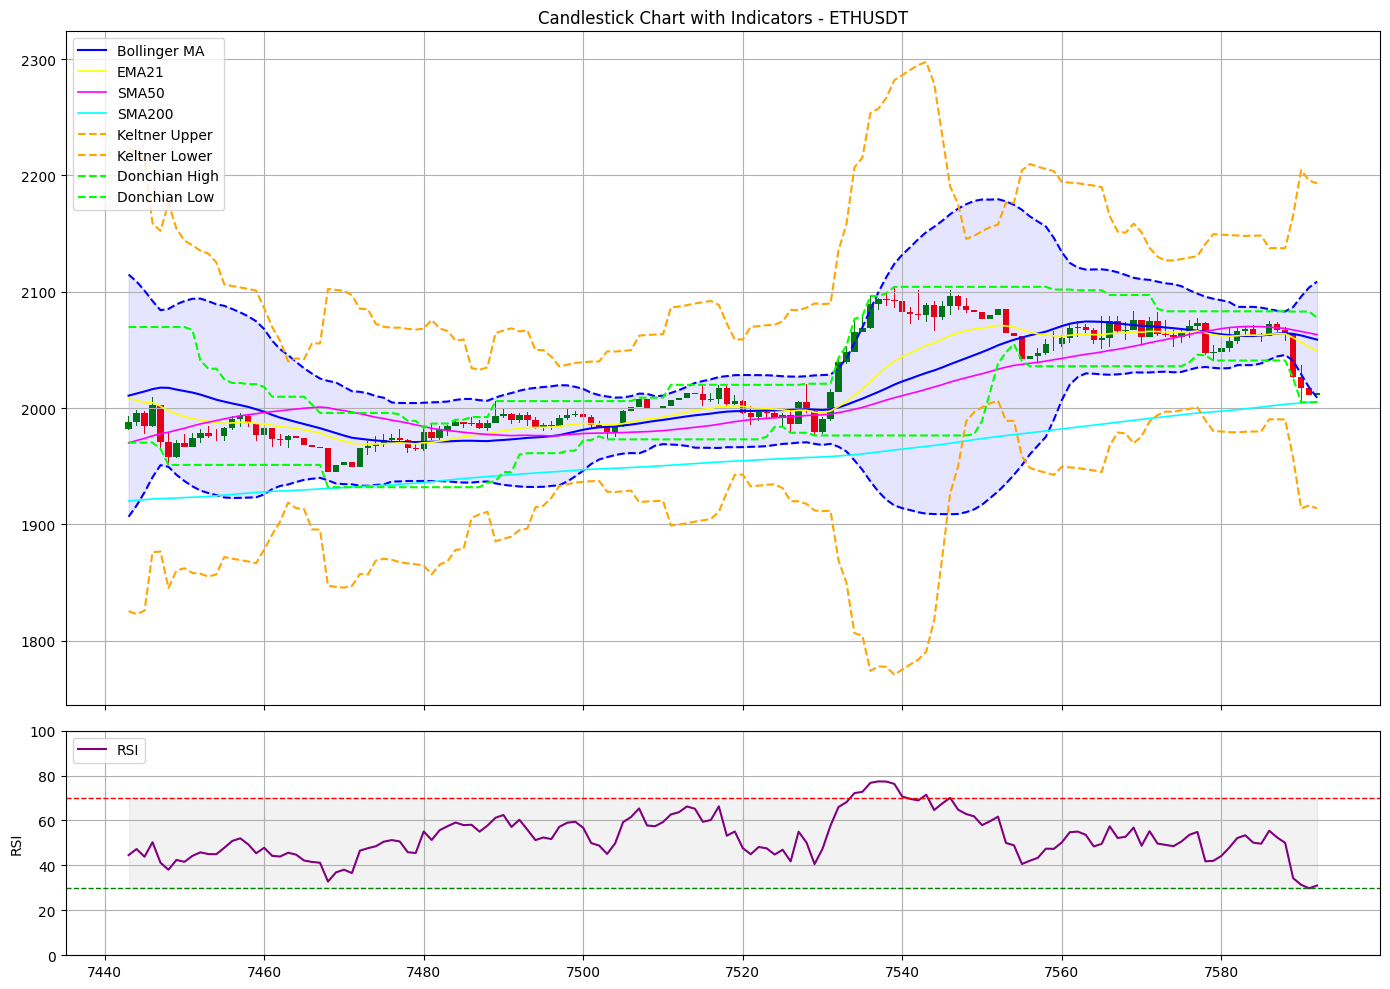 Candlestick Chart with Indicators - ETHUSDT
Bollinger MA
EMA21
SMA50
SMA200
Keltner Upper
Keltner Lower
Donchian High
Donchian Low
2300
2200
2100
2000
1900
1800
RSI
100
80
60
40
20
0
RSI
7440 7460 7480 7500 7520 7540 7560 7580